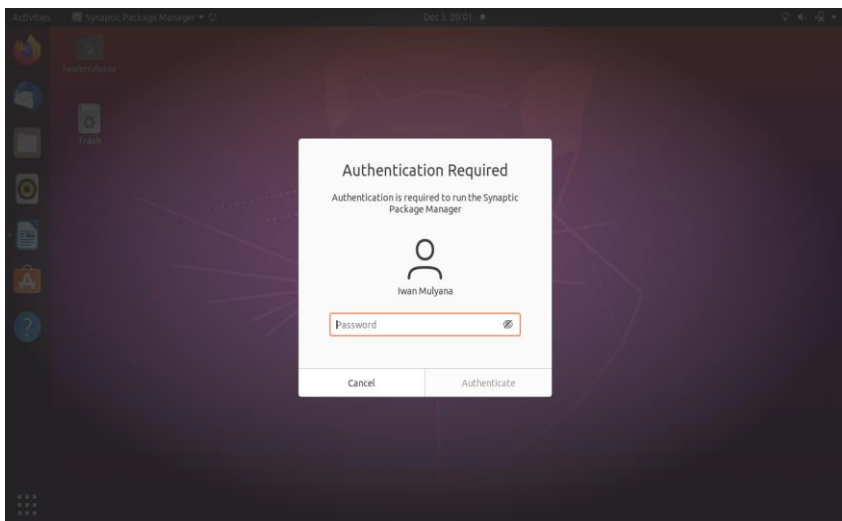 Activities
Synaptic Package Manager
Dec 5 20:01
iwanmulyana
Trash
Authentication Required
Authentication is required to run the Synaptic
Package Manager
Iwan Mulyana
Password
Cancel
Authenticate